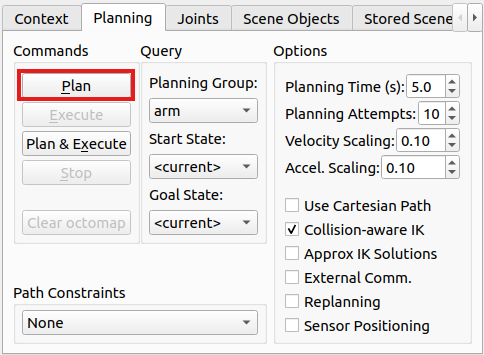 Context Planning Joints Scene Objects Stored Scene
Commands
Plan
Execute
Plan & Execute
Stop
Clear octomap
Query
Planning Group:
arm
Start State:
<current>
Goal State:
<current>
Options
Planning Time (s): 5.0
Planning Attempts: 10
Velocity Scaling: 0.10
Accel. Scaling: 0.10
Use Cartesian Path
Collision-aware IK
Approx IK Solutions
External Comm.
Replanning
Sensor Positioning
Path Constraints
None